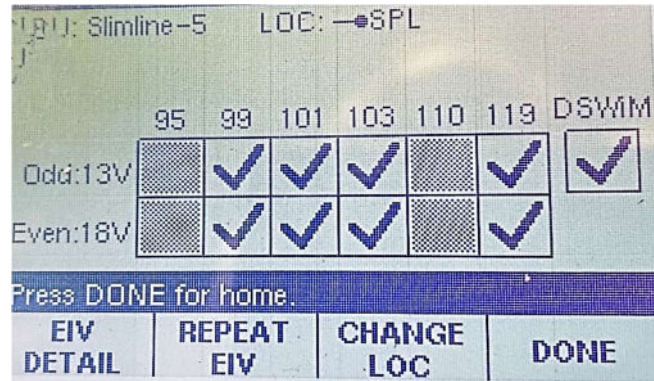 Slimline-5 LOC: SPL
95 99 101 103 110 119 DSWiM
Odd:13V
Even:18V
Press DONE for home.
EIV DETAIL REPEAT EIV CHANGE LOC DONE